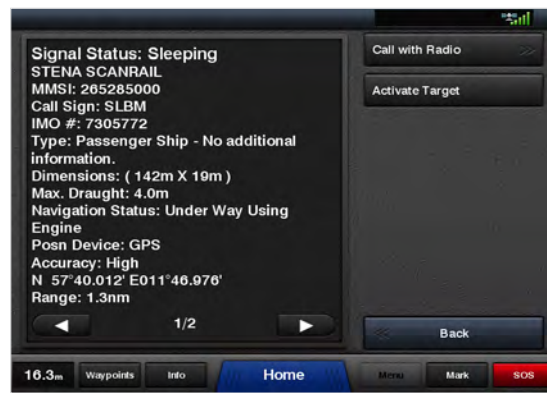 Signal Status: Sleeping
STENA SCANRAIL
MMSI: 265285000
Call Sign: SLBM
IMO #: 7305772
Type: Passenger Ship - No additional
information.
Dimensions: ( 142m X 19m )
Max. Draught: 4.0m
Navigation Status: Under Way Using
Engine
Posn Device: GPS
Accuracy: High
N 57°40.012' E011°46.976'
Range: 1.3nm
1/2
Call with Radio
Activate Target
Back
16.3m
Waypoints
Info
Home
Menu
Mark
SOS